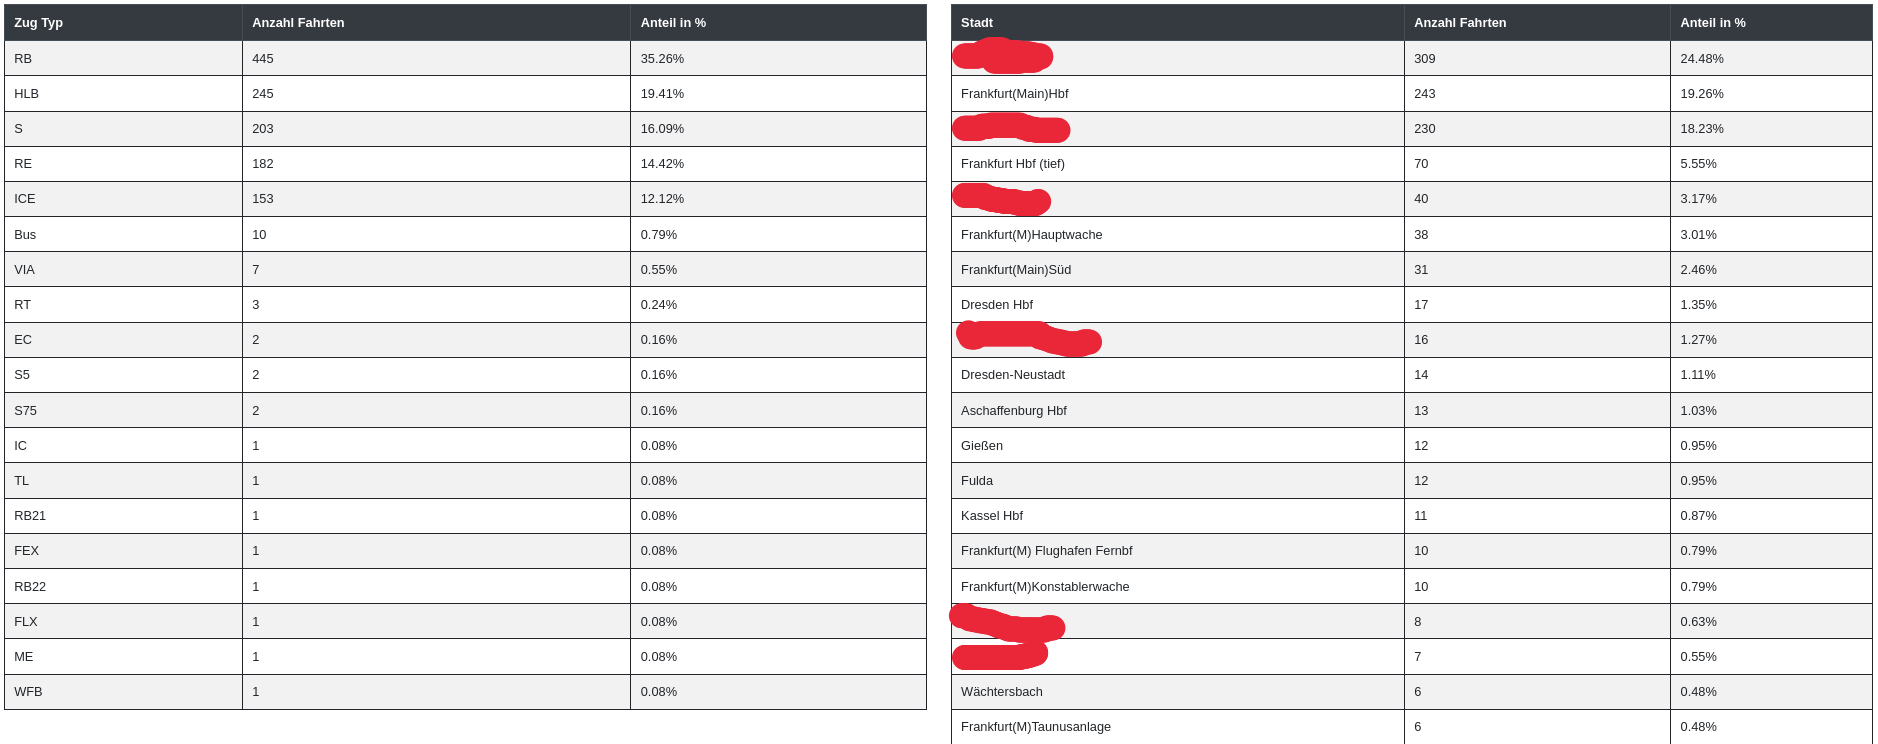 Zug Typ Anzahl Fahrten Anteil in %
RB 445 35.26%
HLB 245 19.41%
S 203 16.09%
RE 182 14.42%
ICE 153 12.12%
Bus 10 0.79%
VIA 7 0.55%
RT 3 0.24%
EC 2 0.16%
S5 2 0.16%
S75 2 0.16%
IC 1 0.08%
TL 1 0.08%
RB21 1 0.08%
FEX 1 0.08%
RB22 1 0.08%
FLX 1 0.08%
ME 1 0.08%
WFB 1 0.08%
Stadt Anzahl Fahrten Anteil in %
309 24.48%
Frankfurt(Main)Hbf 243 19.26%
230 18.23%
Frankfurt Hbf (tief) 70 5.55%
40 3.17%
Frankfurt(M)Hauptwache 38 3.01%
Frankfurt(Main)Süd 31 2.46%
Dresden Hbf 17 1.35%
16 1.27%
Dresden-Neustadt 14 1.11%
Aschaffenburg Hbf 13 1.03%
Gießen 12 0.95%
Fulda 12 0.95%
Kassel Hbf 11 0.87%
Frankfurt(M) Flughafen Fernbf 10 0.79%
Frankfurt(M)Konstablerwache 10 0.79%
8 0.63%
7 0.55%
Wächtersbach 6 0.48%
Frankfurt(M)Taunusanlage 6 0.48%